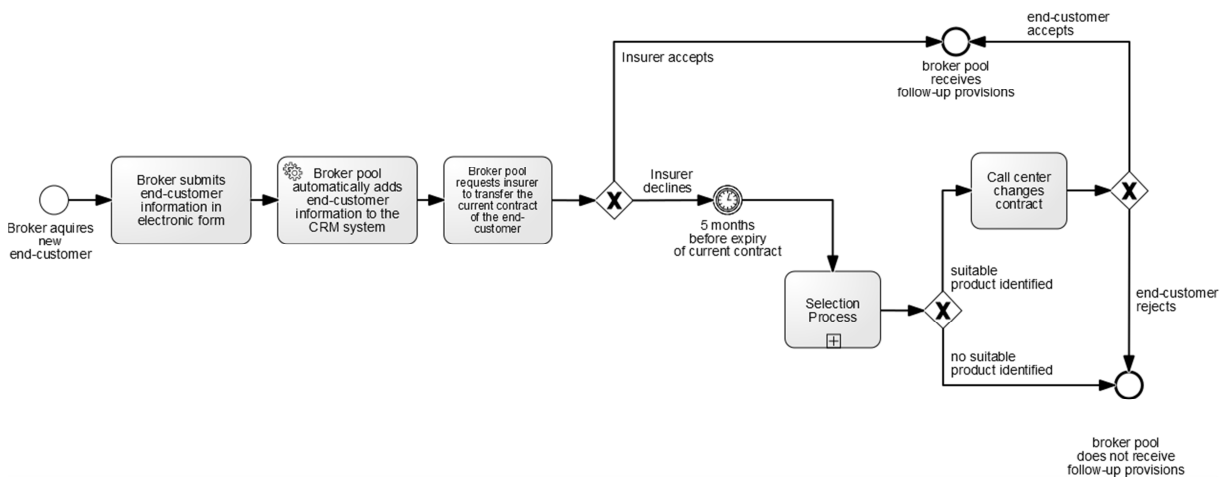 end-customer
accepts
Insurer accepts
broker pool
receives
follow-up provisions
Broker submits
end-customer
information in
electronic form
Broker pool
automatically adds
end-customer
information to the
CRM system
Broker pool
requests insurer
to transfer the
current contract
of the end-
customer
Insurer
declines
Call center
changes
contract
Broker aquires
new
end-customer
X
X
5 months
before expiry
of current contract
suitable
product identified
end-customer
rejects
Selection
Process
X
no suitable
product identified
broker pool
does not receive
follow-up provisions